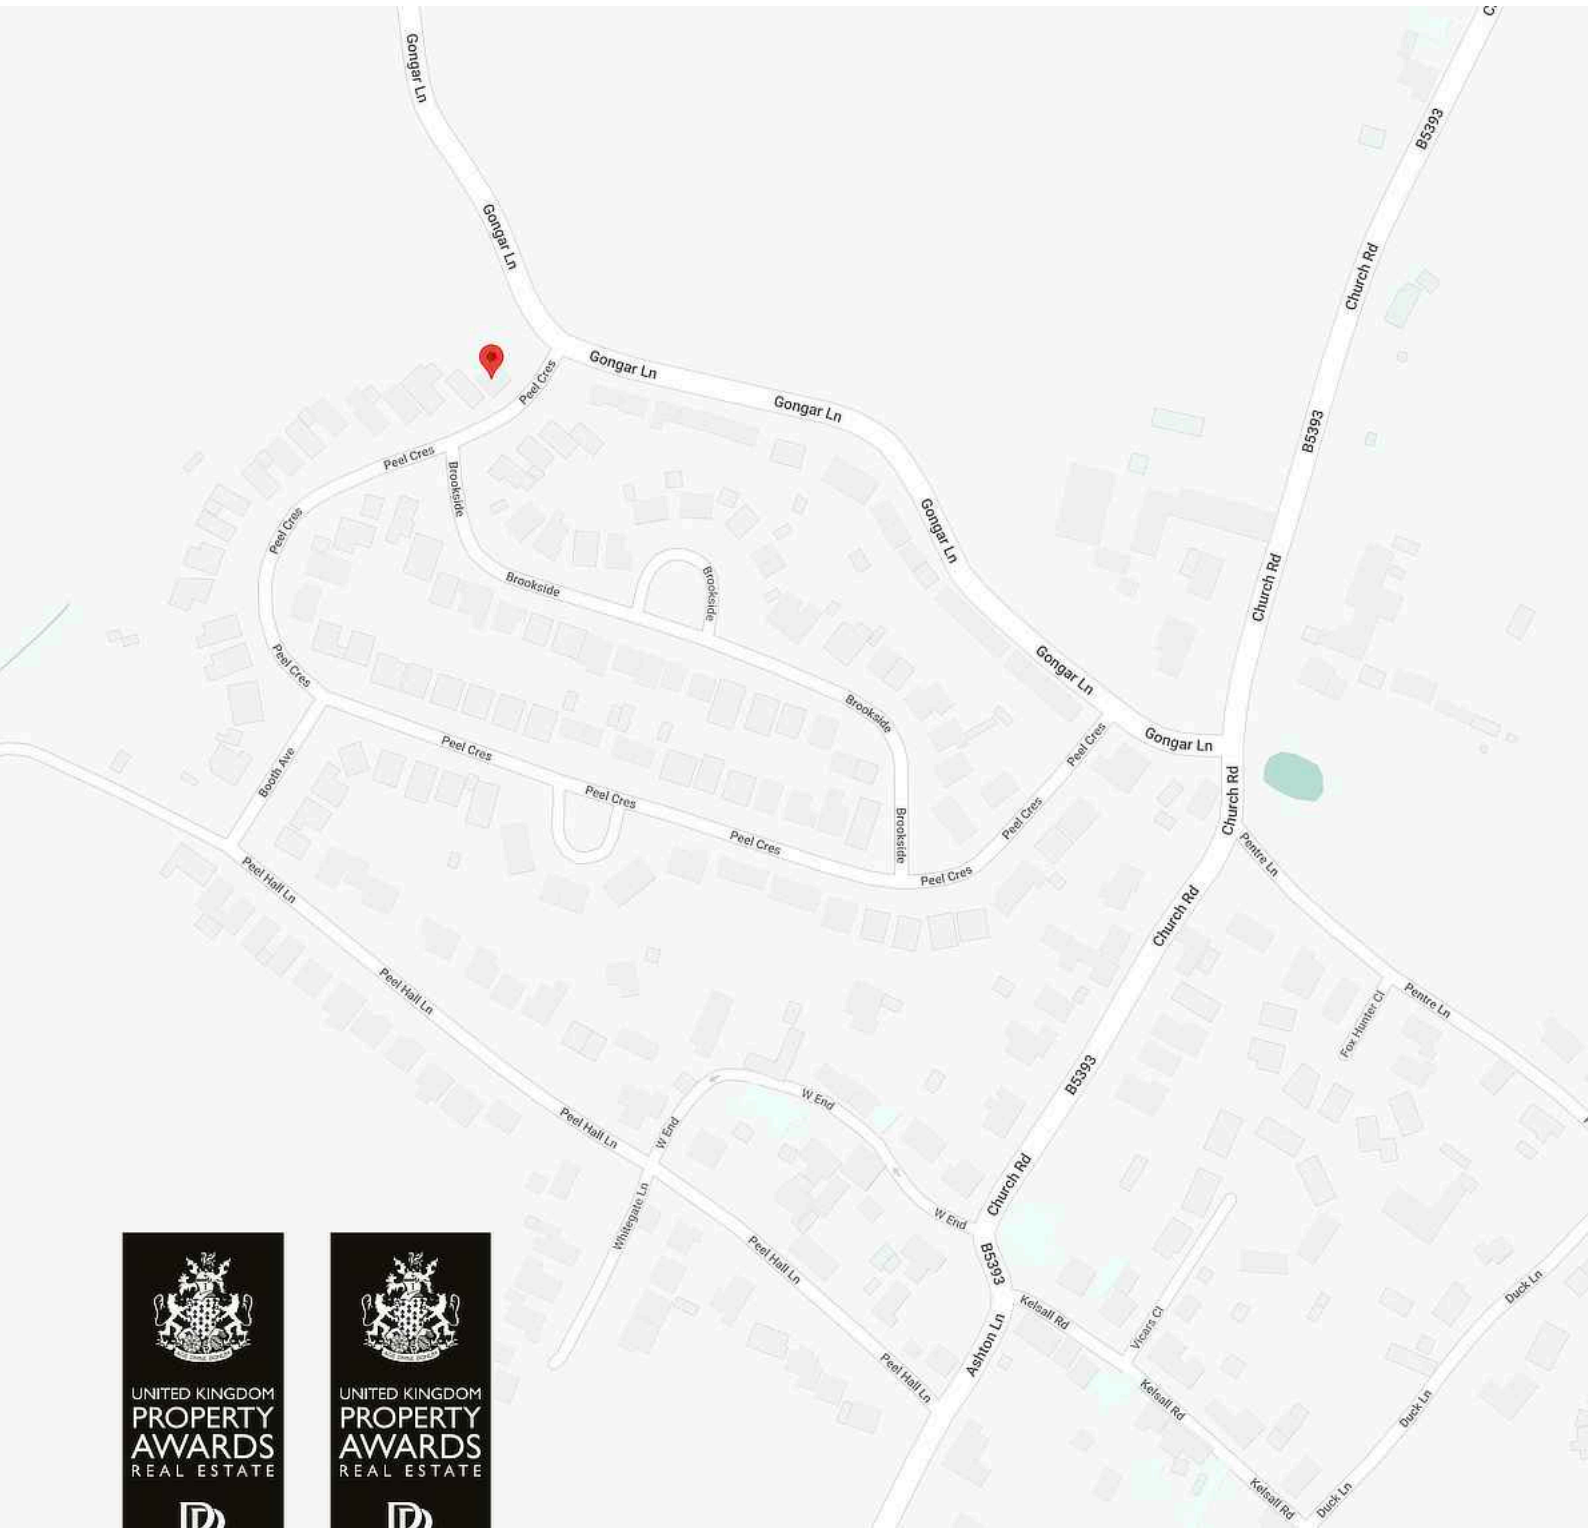 C
Gongar Ln
B5393
Gongar Ln
Church Rd
Gongar Ln
Peel Cres
Gongar Ln
B5393
Peel Cres
Brookside
Peel Cres
Gongar Ln
Brookside
Brookside
Church Rd
Peel Cres
Gongar Ln
Brookside
Gongar Ln
Peel Cres
Peel Cres
Booth Ave
Peel Cres
Church Rd
Peel Cres
Peel Cres
Brookside
Pentre Ln
Peel Cres
Peel Hall Ln
Church Rd
Peel Hall Ln
Pentre Ln
Fox Hunter Cl
B5393
W End
Peel Hall Ln
W End
Church Rd
Whitegate Ln
W End
Peel Hall Ln
B5393
Duck Ln
Kelsall Rd
Vicars Cl
Ashton Ln
Peel Hall Ln
Kelsall Rd
Duck Ln
Kelsall Rd
Duck Ln
UNITED KINGDOM
PROPERTY
AWARDS
REAL ESTATE
UNITED KINGDOM
PROPERTY
AWARDS
REAL ESTATE